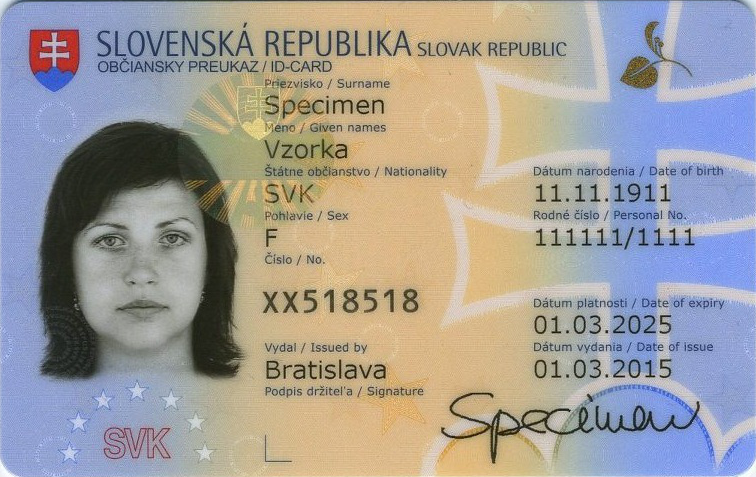 SLOVENSKÁ REPUBLIKA SLOVAK REPUBLIC
OBČIANSKY PREUKAZ / ID-CARD
Priezvisko / Surname
Specimen
Meno / Given names
Vzorka
Štátne občianstvo / Nationality
SVK
Dátum narodenia / Date of birth
11.11.1911
Pohlavie / Sex
F
Rodné číslo / Personal No.
111111/1111
Číslo / No.
XX518518
Dátum platnosti / Date of expiry
01.03.2025
Vydal / Issued by
Bratislava
Dátum vydania / Date of issue
01.03.2015
Podpis držiteľa / Signature
Specimen
SVK